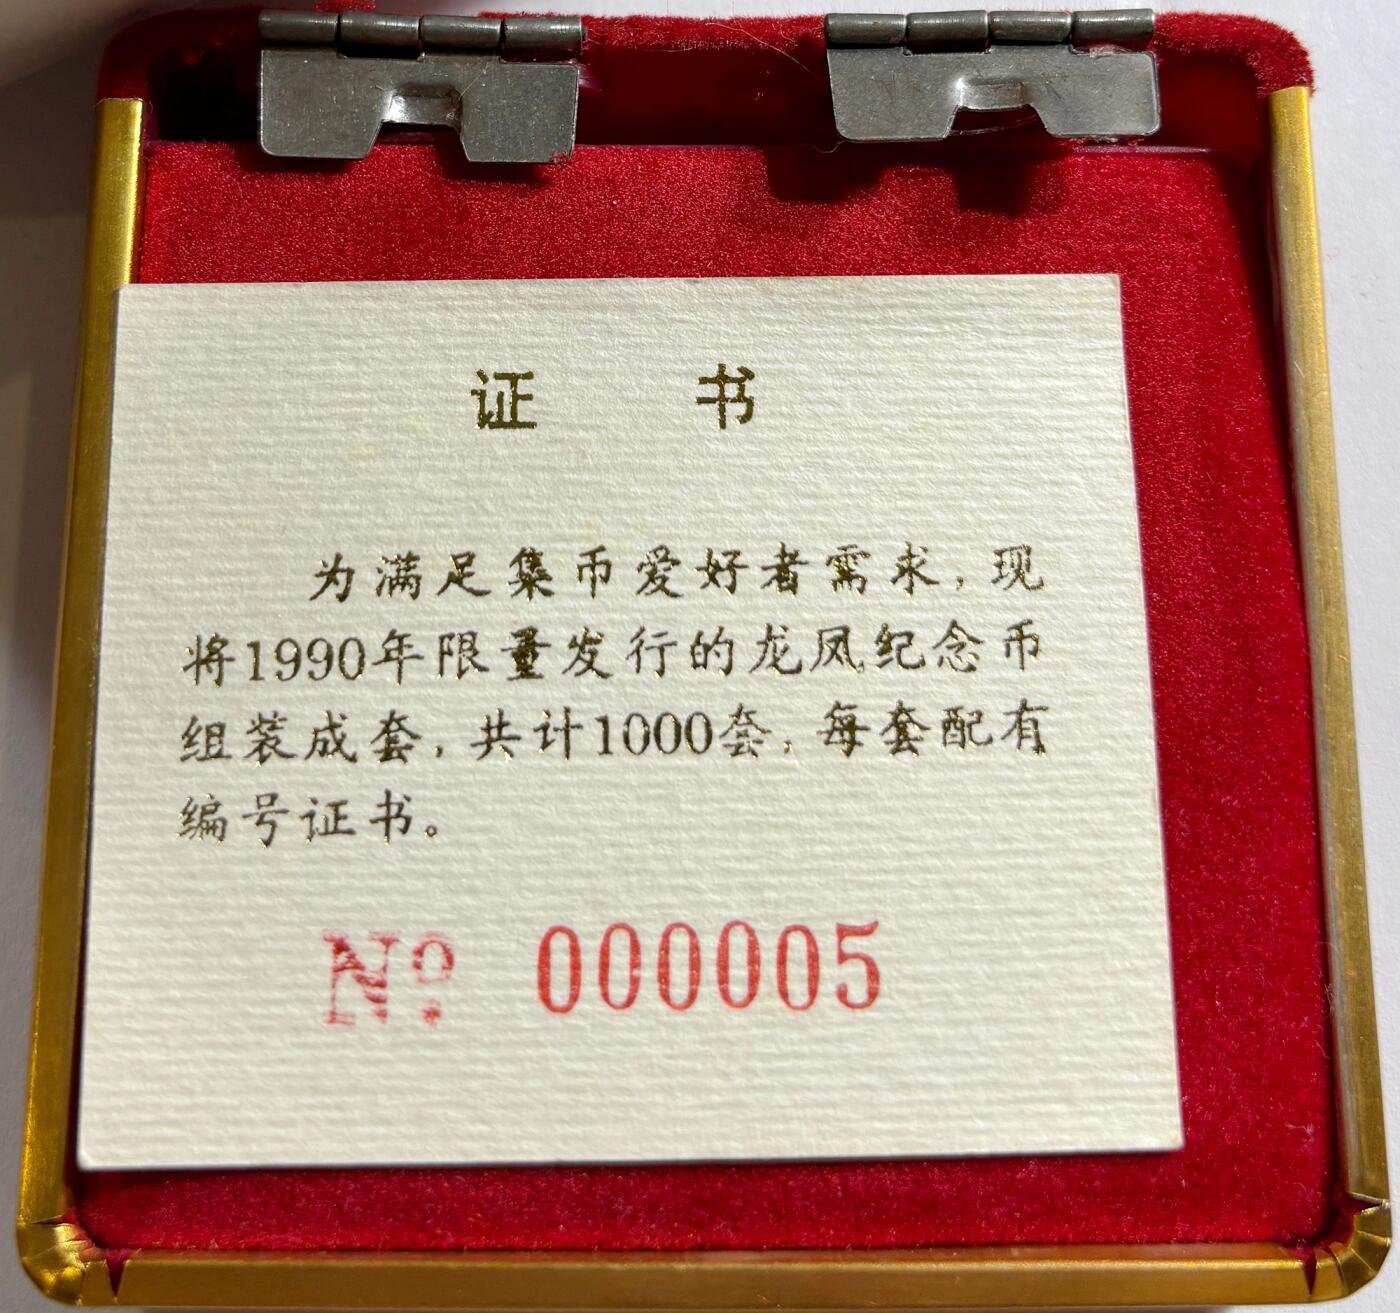 证 书
为满足集币爱好者需求，现
将1990年限量发行的龙凤纪念币
组装成套，共计1000套，每套配有
编号证书。
№ 000005